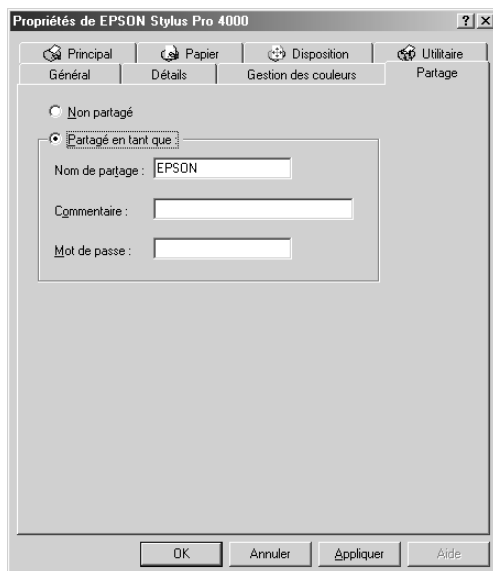 Propriétés de EPSON Stylus Pro 4000
Principal Papier Disposition Utilitaire
Général Détails Gestion des couleurs Partage
Non partagé
Partagé en tant que :
Nom de partage : EPSON
Commentaire :
Mot de passe :
OK Annuler Appliquer Aide